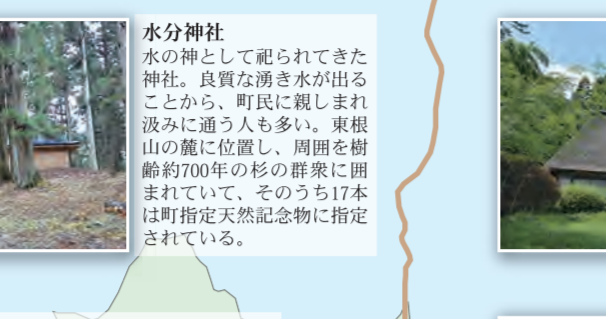 水分神社
水の神として祀られてきた
神社。良質な湧き水が出る
ことから、町民に親しまれ
汲みに通う人も多い。東根
山の麓に位置し、周囲を樹
齢約700年の杉の群衆に囲
まれていて、そのうち17本
は町指定天然記念物に指定
されている。